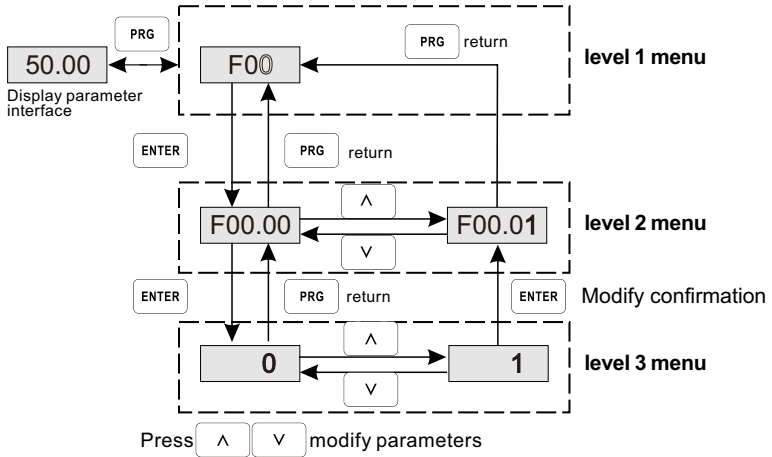 PRG
PRG return
50.00
F00
level 1 menu
Display parameter
interface
ENTER
PRG return
∧
F00.00
F00.01
level 2 menu
∨
ENTER
PRG return
ENTER Modify confirmation
∧
0
1
level 3 menu
∨
Press ∧ ∨ modify parameters